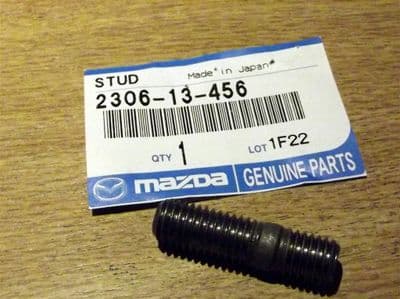 STUD
Made in Japan
2306-13-456
QTY 1 LOT 1F22
mazda GENUINE PARTS